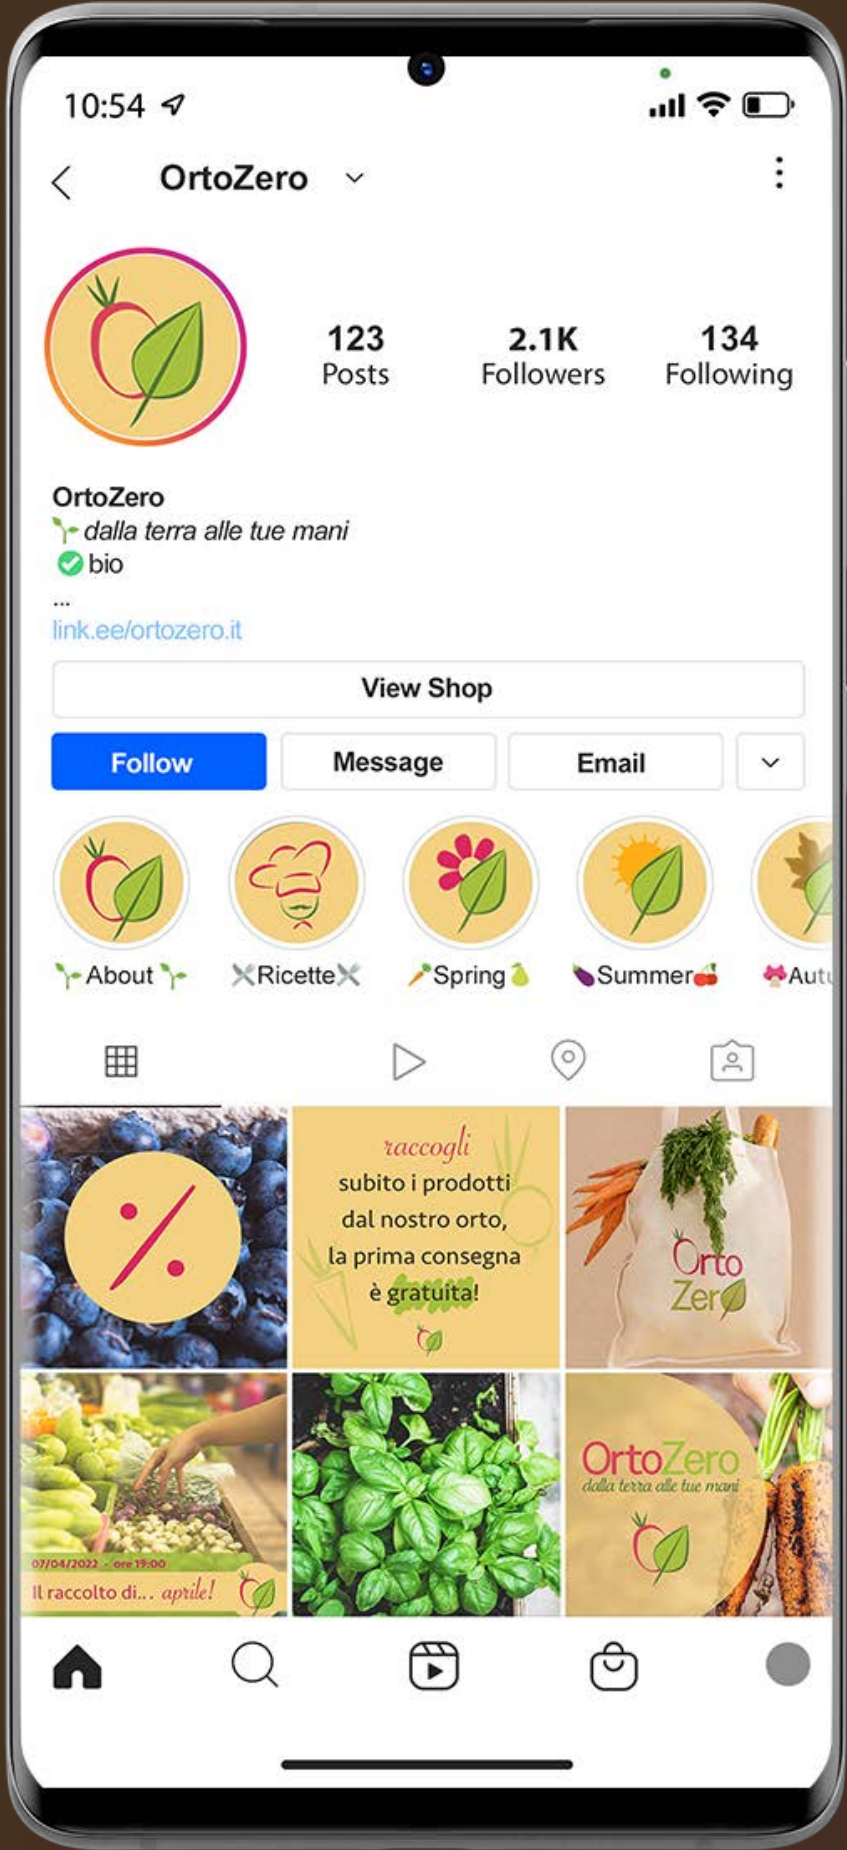 10:54
OrtoZero
123
Posts
2.1K
Followers
134
Following
OrtoZero
dalla terra alle tue mani
bio
...
link.ee/ortozero.it
View Shop
Follow
Message
Email
About
Ricette
Spring
Summer
Autu
raccogli
subito i prodotti
dal nostro orto,
la prima consegna
è gratuita!
Orto
Zero
07/04/2022 - ore 19:00
Il raccolto di... aprile!
OrtoZero
dalla terra alle tue mani